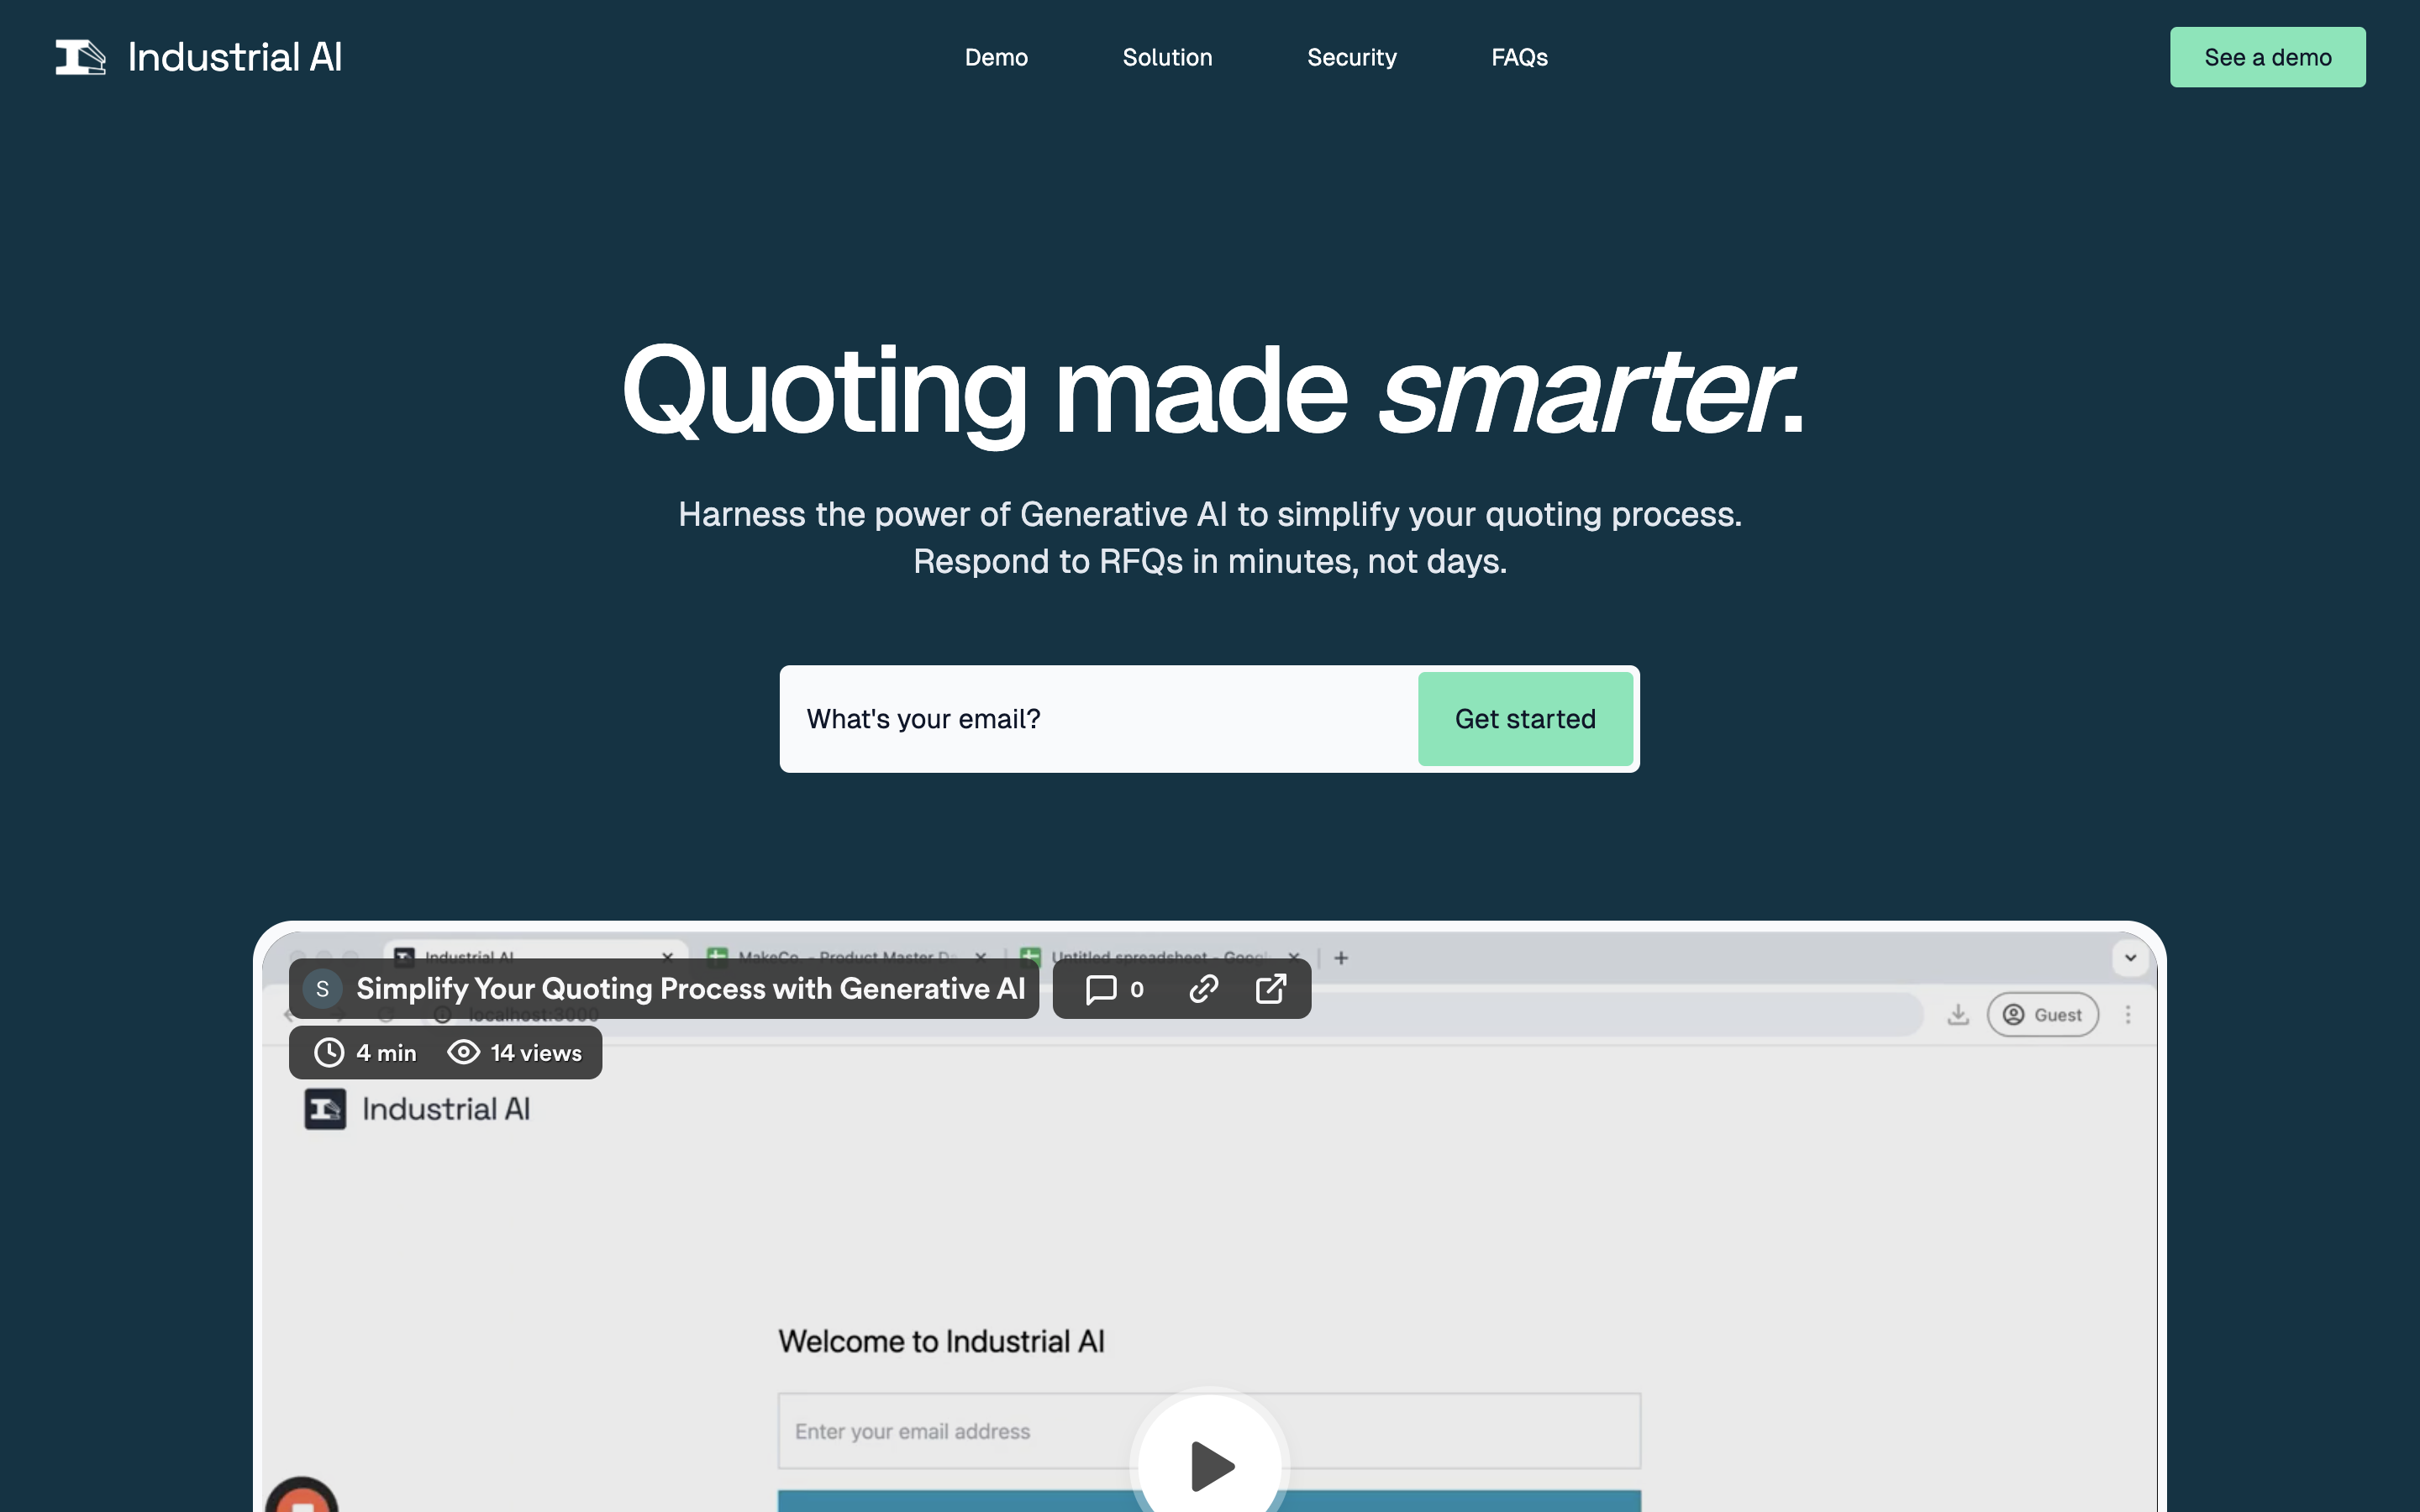 Industrial AI
Demo
Solution
Security
FAQs
See a demo
Quoting made smarter.
Harness the power of Generative AI to simplify your quoting process.
Respond to RFQs in minutes, not days.
What's your email?
Get started
Industrial AI
MakeCo. - Product Master D
Untitled spreadsheet - Goog
S
Simplify Your Quoting Process with Generative AI
0
localhost:3000
Guest
4 min
14 views
Industrial AI
Welcome to Industrial AI
Enter your email address